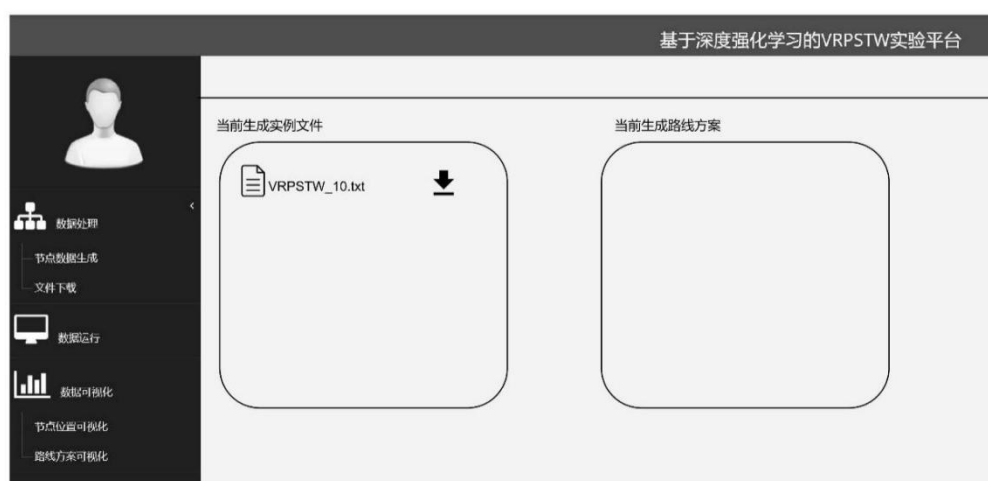 基于深度强化学习的VRPSTW实验平台
数据处理
节点数据生成
文件下载
数据运行
数据可视化
节点位置可视化
路线方案可视化
当前生成实例文件
VRPSTW_10.txt
当前生成路线方案